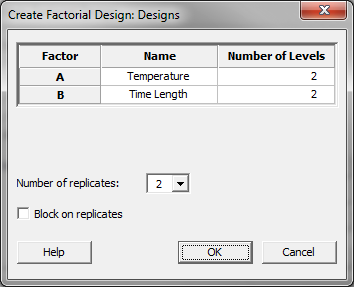 Create Factorial Design: Designs
Factor Name Number of Levels
A Temperature 2
B Time Length 2
Number of replicates: 2
Block on replicates
Help OK Cancel